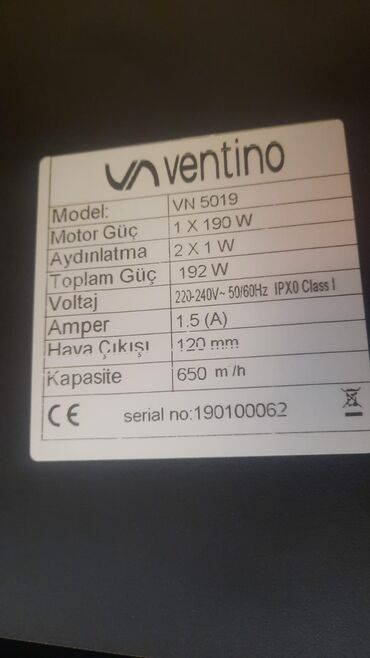 VN ventino
Model: VN 5019
Motor Güç 1 X 190 W
Aydınlatma 2 X 1 W
Toplam Güç 192 W
Voltaj 220-240V~ 50/60Hz IPX0 Class I
Amper 1.5 (A)
Hava Çıkışı 120 mm
Kapasite 650 m³/h
CE serial no:190100062